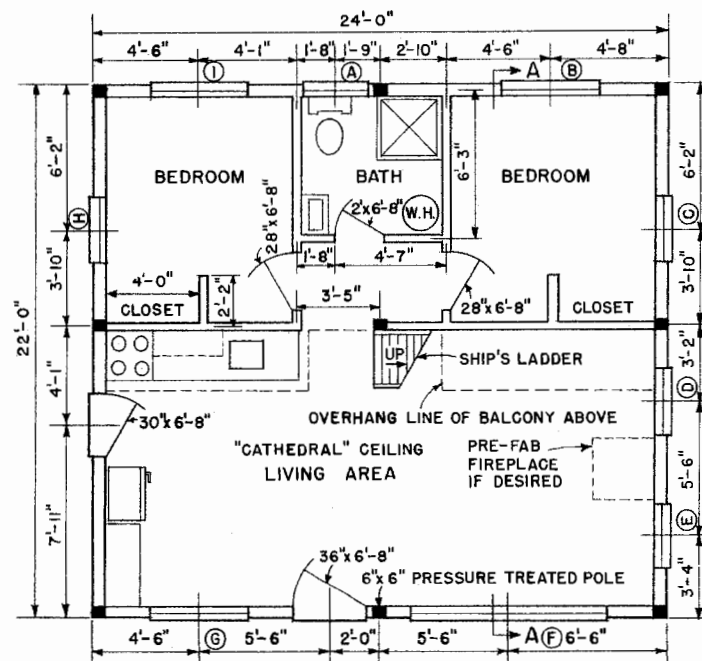 24'-0"
4'-6" 4'-1" 1'-8" 1'-9" 2'-10" 4'-6" 4'-8"
I A A B
6'-2"
BEDROOM
BATH
6'-3"
BEDROOM
6'-2"
H
2'x6'-8"
W.H.
C
28"x6'-8"
1'-8" 4'-7"
3'-10"
4'-0"
2'-2"
CLOSET
3'-5"
28"x6'-8"
CLOSET
3'-10"
22'-0"
UP
SHIP'S LADDER
3'-2"
4'-1"
D
30"x6'-8"
OVERHANG LINE OF BALCONY ABOVE
"CATHEDRAL" CEILING
LIVING AREA
PRE-FAB
FIREPLACE
IF DESIRED
5'-6"
E
7'-11"
36"x6'-8"
6"x6" PRESSURE TREATED POLE
3'-4"
4'-6" G 5'-6" 2'-0" 5'-6" A F 6'-6"